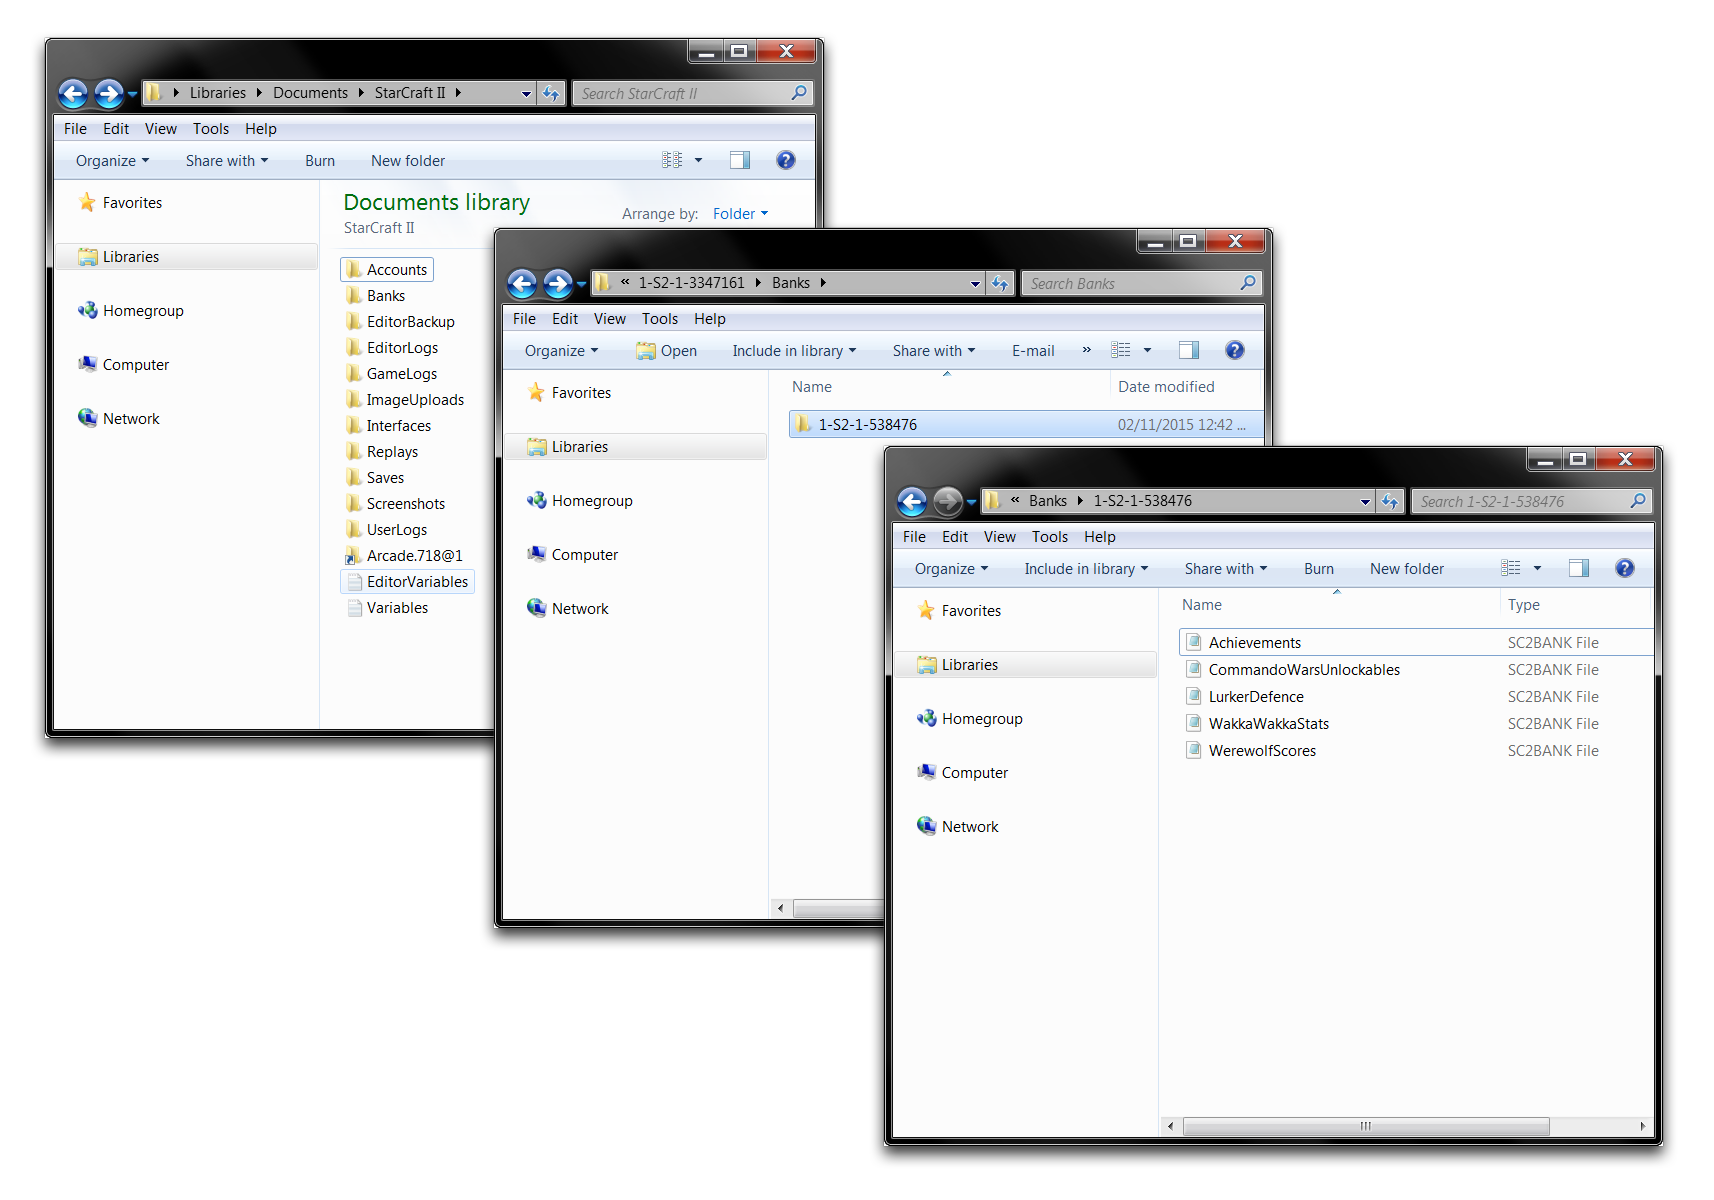 Libraries Documents StarCraft II
Search StarCraft II
File Edit View Tools Help
Organize Share with Burn New folder
Favorites
Libraries
Homegroup
Computer
Network
Documents library
StarCraft II
Arrange by: Folder
Accounts
Banks
EditorBackup
EditorLogs
GameLogs
ImageUploads
Interfaces
Replays
Saves
Screenshots
UserLogs
Arcade.718@1
EditorVariables
Variables
« 1-S2-1-3347161 Banks
Search Banks
File Edit View Tools Help
Organize Open Include in library Share with E-mail »
Favorites
Libraries
Homegroup
Computer
Network
Name Date modified
1-S2-1-538476 02/11/2015 12:42 ...
« Banks 1-S2-1-538476
Search 1-S2-1-538476
File Edit View Tools Help
Organize Include in library Share with Burn New folder
Favorites
Libraries
Homegroup
Computer
Network
Name Type
Achievements SC2BANK File
CommandoWarsUnlockables SC2BANK File
LurkerDefence SC2BANK File
WakkaWakkaStats SC2BANK File
WerewolfScores SC2BANK File